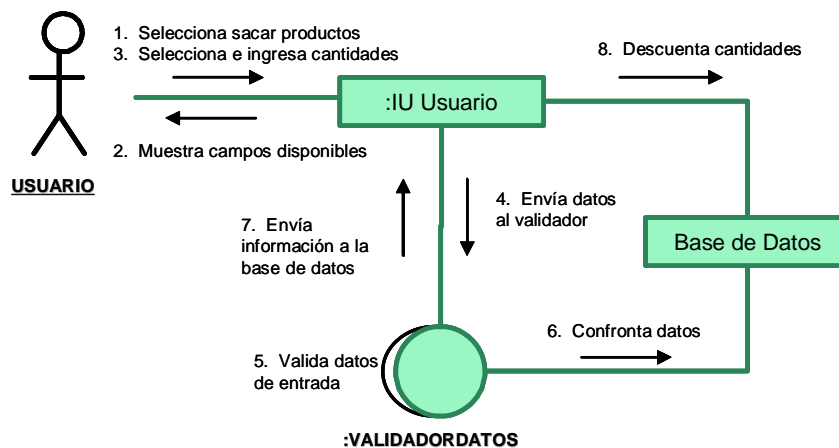 1. Selecciona sacar productos
3. Selecciona e ingresa cantidades
8. Descuenta cantidades
:IU Usuario
2. Muestra campos disponibles
USUARIO
4. Envía datos
al validador
7. Envía
información a la
base de datos
Base de Datos
6. Confronta datos
5. Valida datos
de entrada
:VALIDADORDATOS